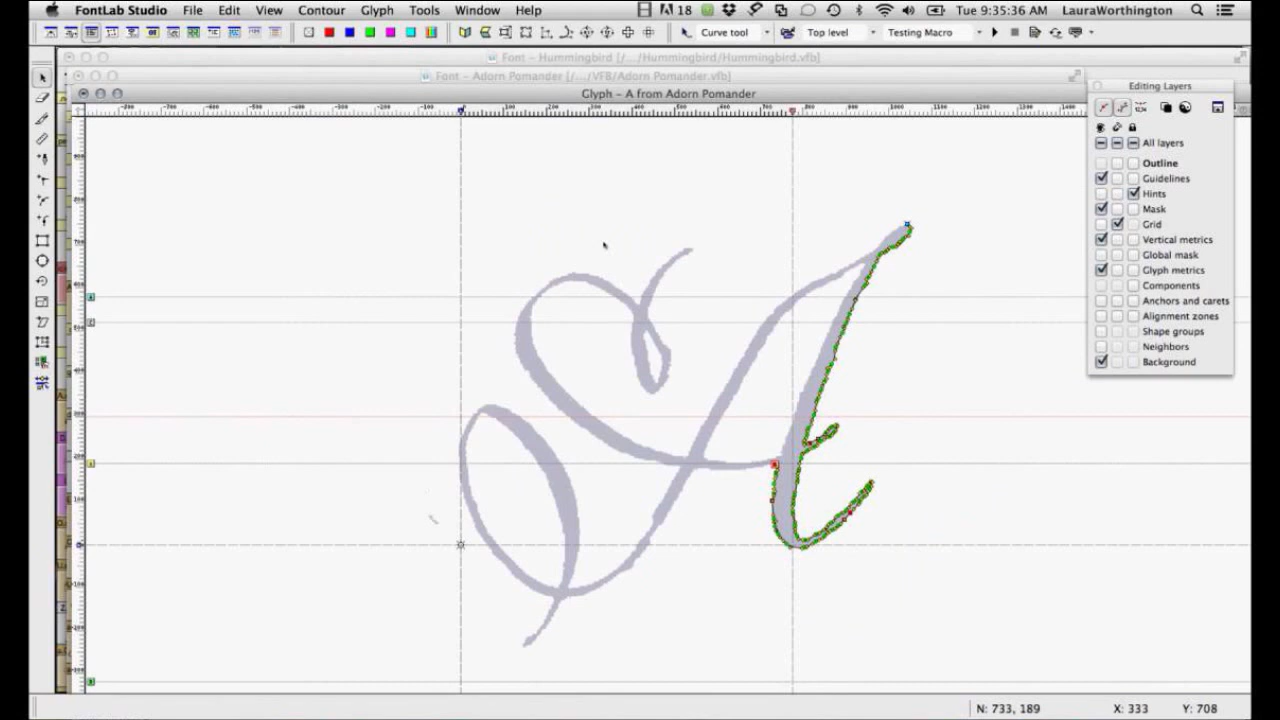 FontLab Studio File Edit View Contour Glyph Tools Window Help 18 Tue 9:35:36 AM LauraWorthington
Curve tool Top level Testing Macro
Font – Hummingbird [/.../Hummingbird/Hummingbird.vfb]
Font – Adorn Pomander [/.../VFB/Adorn Pomander.vfb]
Glyph – A from Adorn Pomander
Editing Layers
All layers
Outline
Guidelines
Hints
Mask
Grid
Vertical metrics
Global mask
Glyph metrics
Components
Anchors and carets
Alignment zones
Shape groups
Neighbors
Background
A
N: 733, 189 X: 333 Y: 708